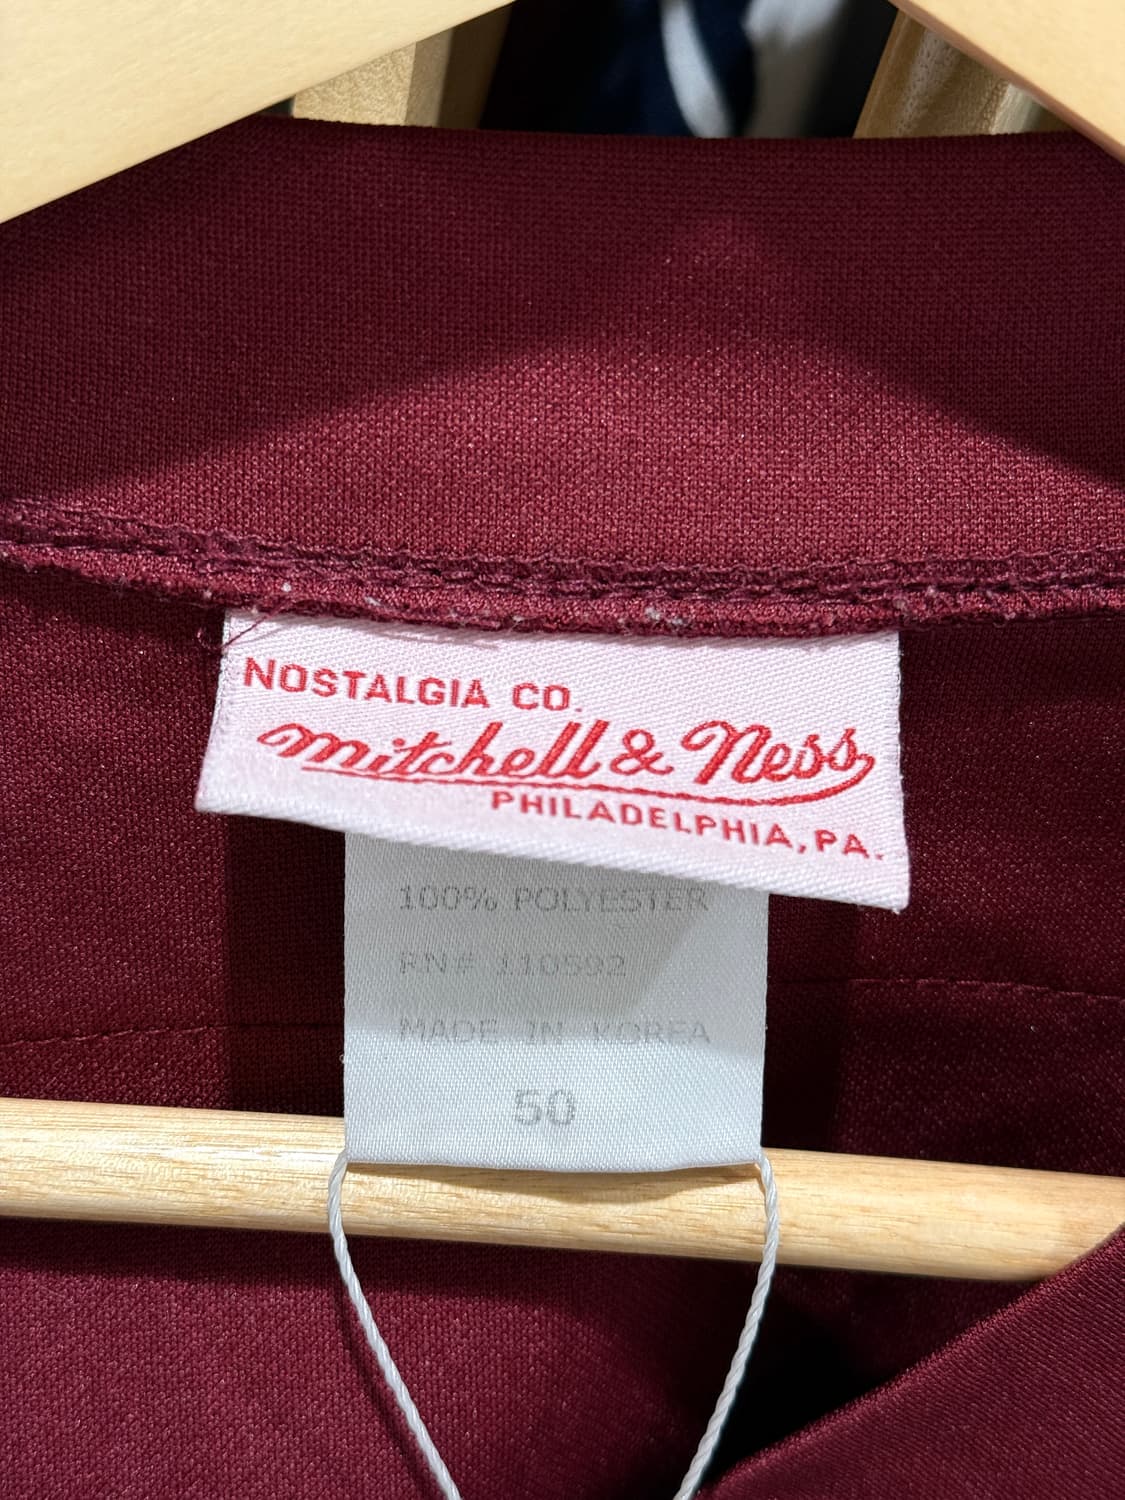 NOSTALGIA CO.
Mitchell & Ness
PHILADELPHIA, PA.
100% POLYESTER
RN# 110592
MADE IN KOREA
50